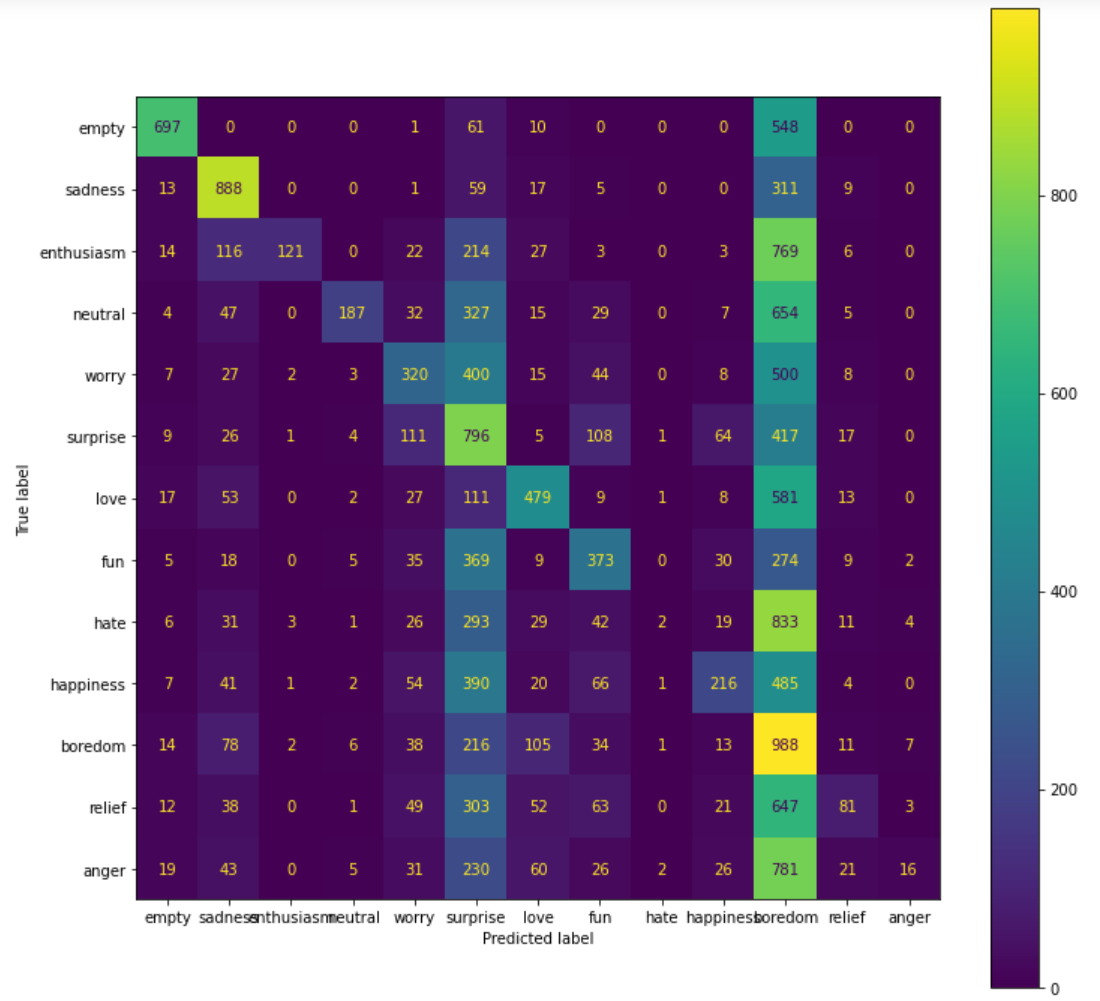 empty 697 0 0 0 1 61 10 0 0 0 548 0 0
sadness 13 888 0 0 1 59 17 5 0 0 311 9 0
enthusiasm 14 116 121 0 22 214 27 3 0 3 769 6 0
neutral 4 47 0 187 32 327 15 29 0 7 654 5 0
worry 7 27 2 3 320 400 15 44 0 8 500 8 0
surprise 9 26 1 4 111 796 5 108 1 64 417 17 0
love 17 53 0 2 27 111 479 9 1 8 581 13 0
fun 5 18 0 5 35 369 9 373 0 30 274 9 2
hate 6 31 3 1 26 293 29 42 2 19 833 11 4
happiness 7 41 1 2 54 390 20 66 1 216 485 4 0
boredom 14 78 2 6 38 216 105 34 1 13 988 11 7
relief 12 38 0 1 49 303 52 63 0 21 647 81 3
anger 19 43 0 5 31 230 60 26 2 26 781 21 16
empty sadness enthusiasm neutral worry surprise love fun hate happiness boredom relief anger
Predicted label
True label
800
600
400
200
0